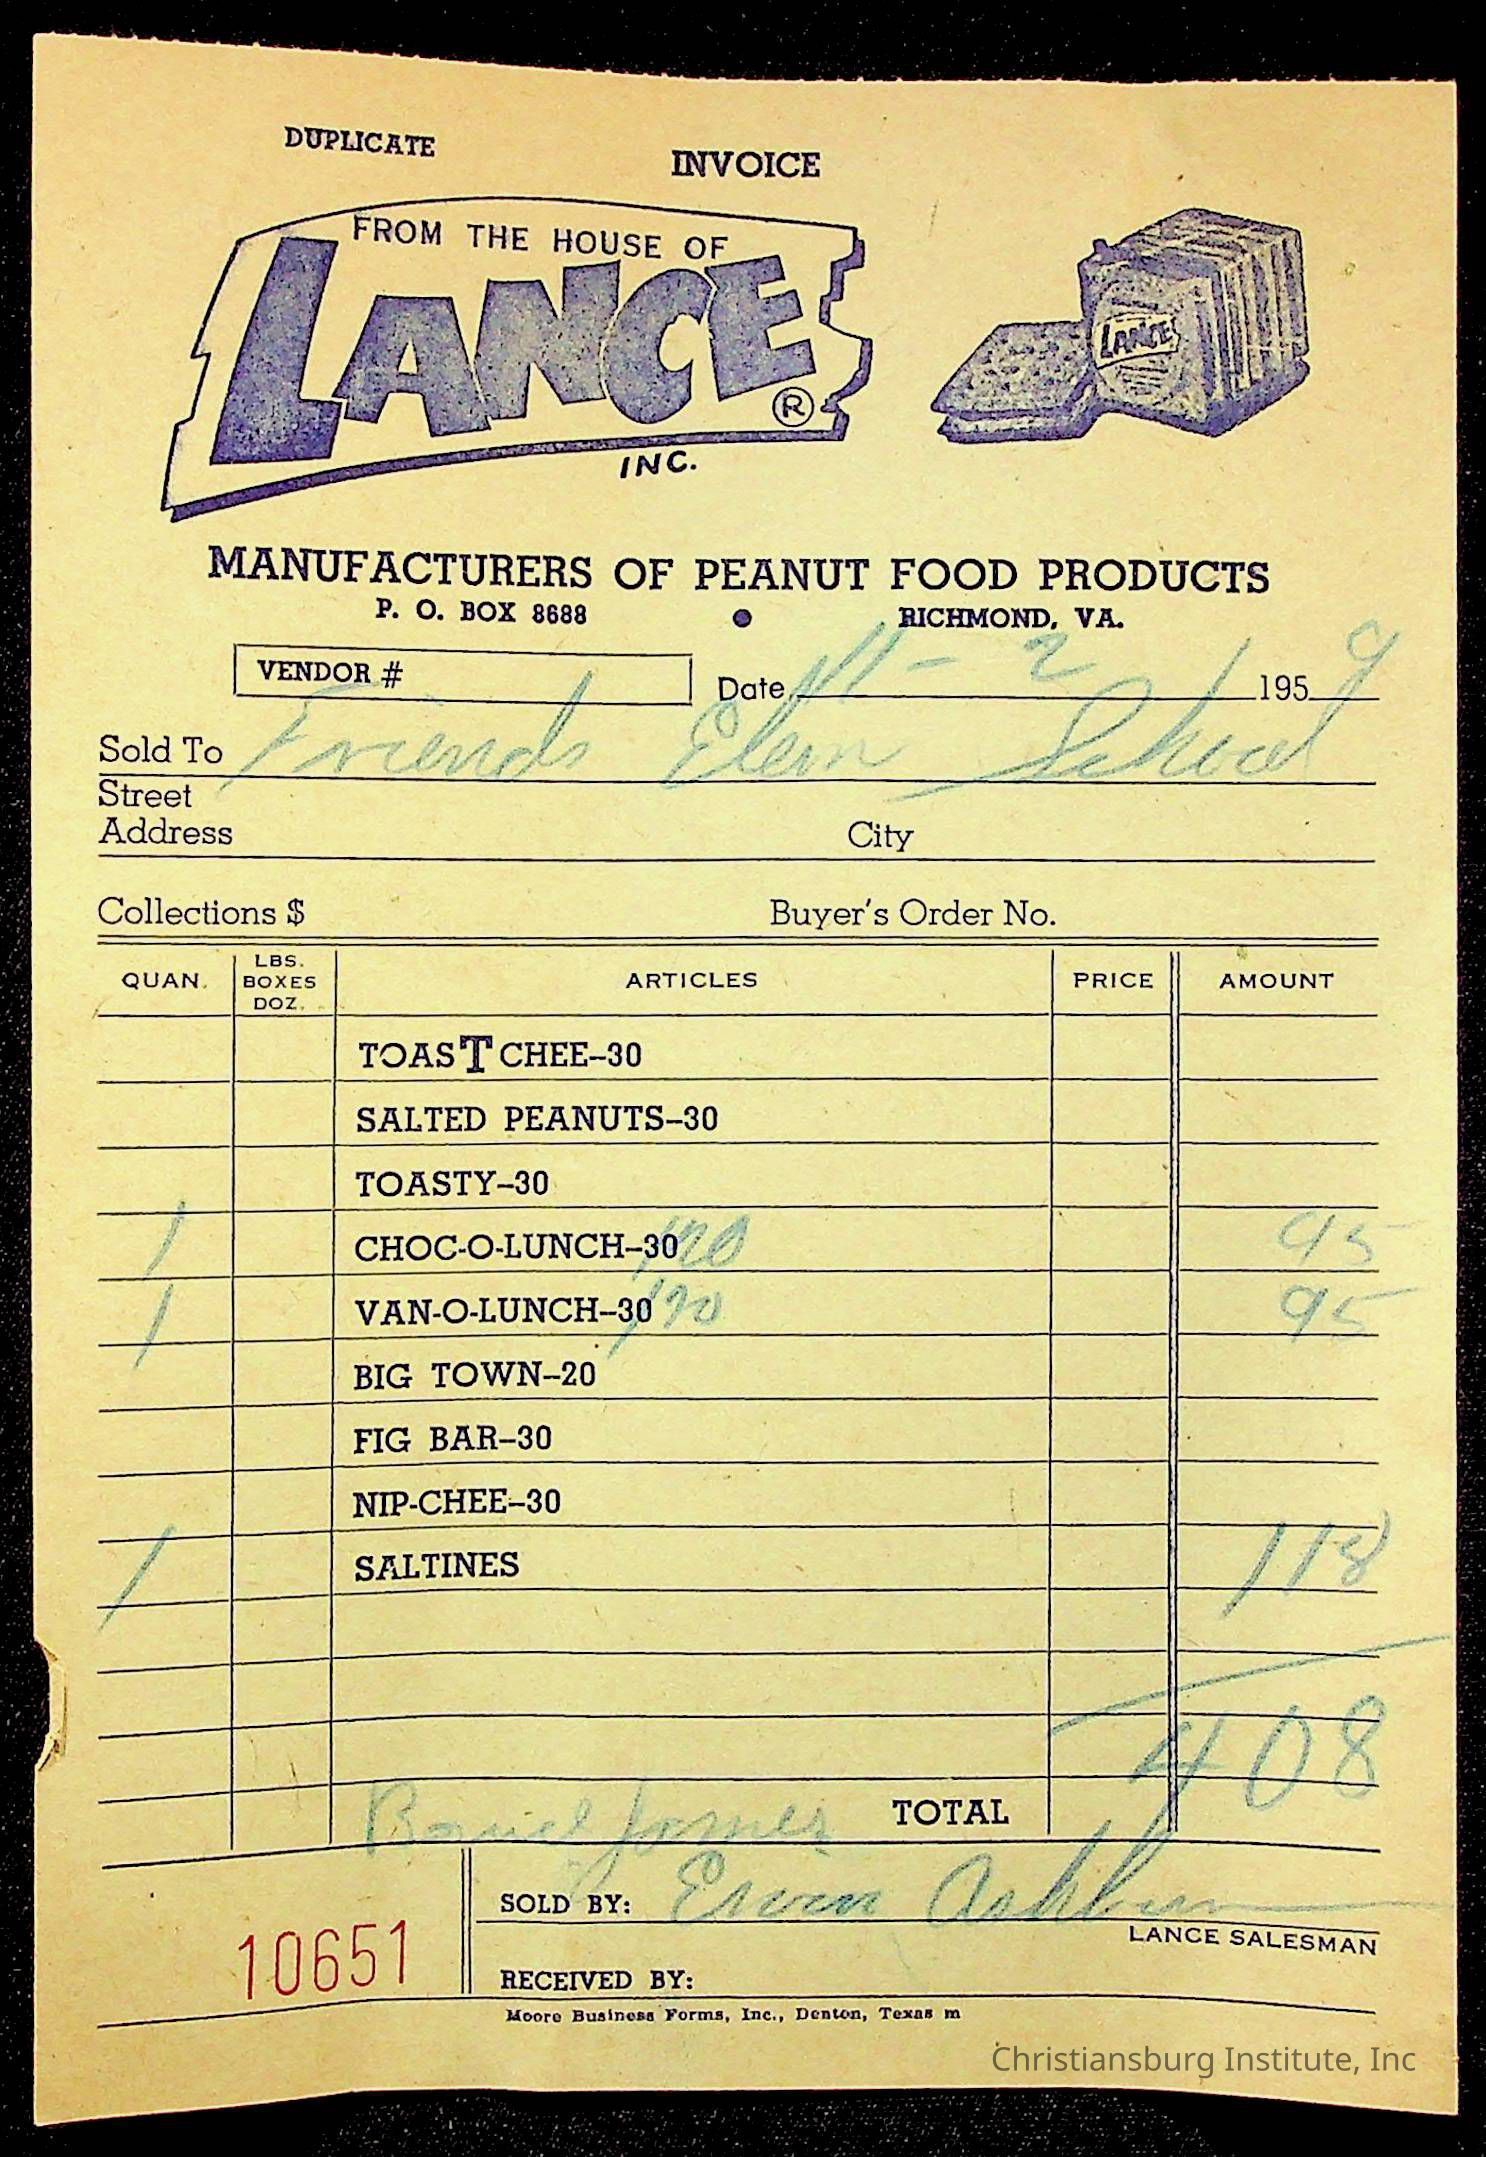 DUPLICATE
INVOICE
FROM THE HOUSE OF
LANCE ®
INC.
LANCE
MANUFACTURERS OF PEANUT FOOD PRODUCTS
P. O. BOX 8688 • RICHMOND, VA.
VENDOR # Date 11-2 1959
Sold To Friends Elem School
Street
Address City
Collections $ Buyer's Order No.
QUAN. LBS. BOXES DOZ. ARTICLES PRICE AMOUNT
TOASTCHEE-30
SALTED PEANUTS-30
TOASTY-30
1 CHOC-O-LUNCH-30 95
1 VAN-O-LUNCH-30 95
BIG TOWN-20
FIG BAR-30
NIP-CHEE-30
1 SALTINES 118
408
TOTAL
SOLD BY: Erwin
LANCE SALESMAN
10651
RECEIVED BY:
Moore Business Forms, Inc., Denton, Texas m
Christiansburg Institute, Inc